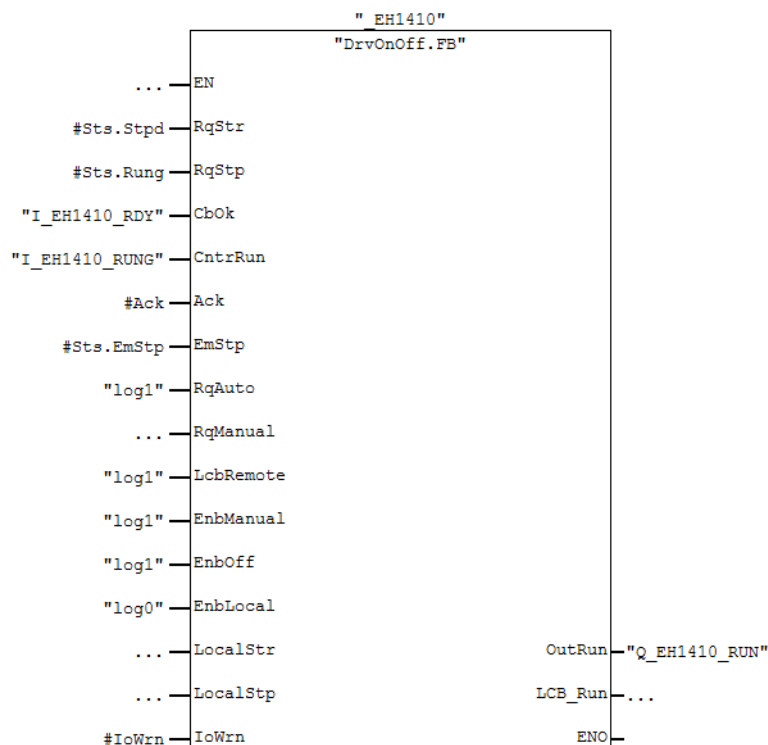 "_EH1410"
"DrvOnOff.FB"
... EN
#Sts.Stpd RqStr
#Sts.Rung RqStp
"I_EH1410_RDY" CbOk
"I_EH1410_RUNG" CntrRun
#Ack Ack
#Sts.EmStp EmStp
"log1" RqAuto
... RqManual
"log1" LcbRemote
"log1" EnbManual
"log1" EnbOff
"log0" EnbLocal
... LocalStr OutRun "Q_EH1410_RUN"
... LocalStp LCB_Run ...
#IoWrn IoWrn ENO